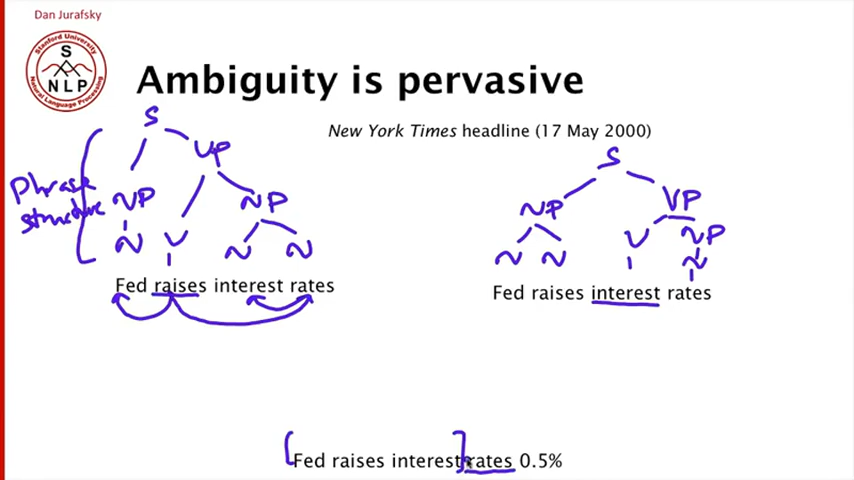 Dan Jurafsky
Stanford University
S
NLP
Natural Language Processing
Ambiguity is pervasive
New York Times headline (17 May 2000)
S
VP
NP
NP
N
V
N
N
Phrase
structure
Fed raises interest rates
S
NP
VP
N
N
V
NP
N
Fed raises interest rates
[Fed raises interest] rates 0.5%